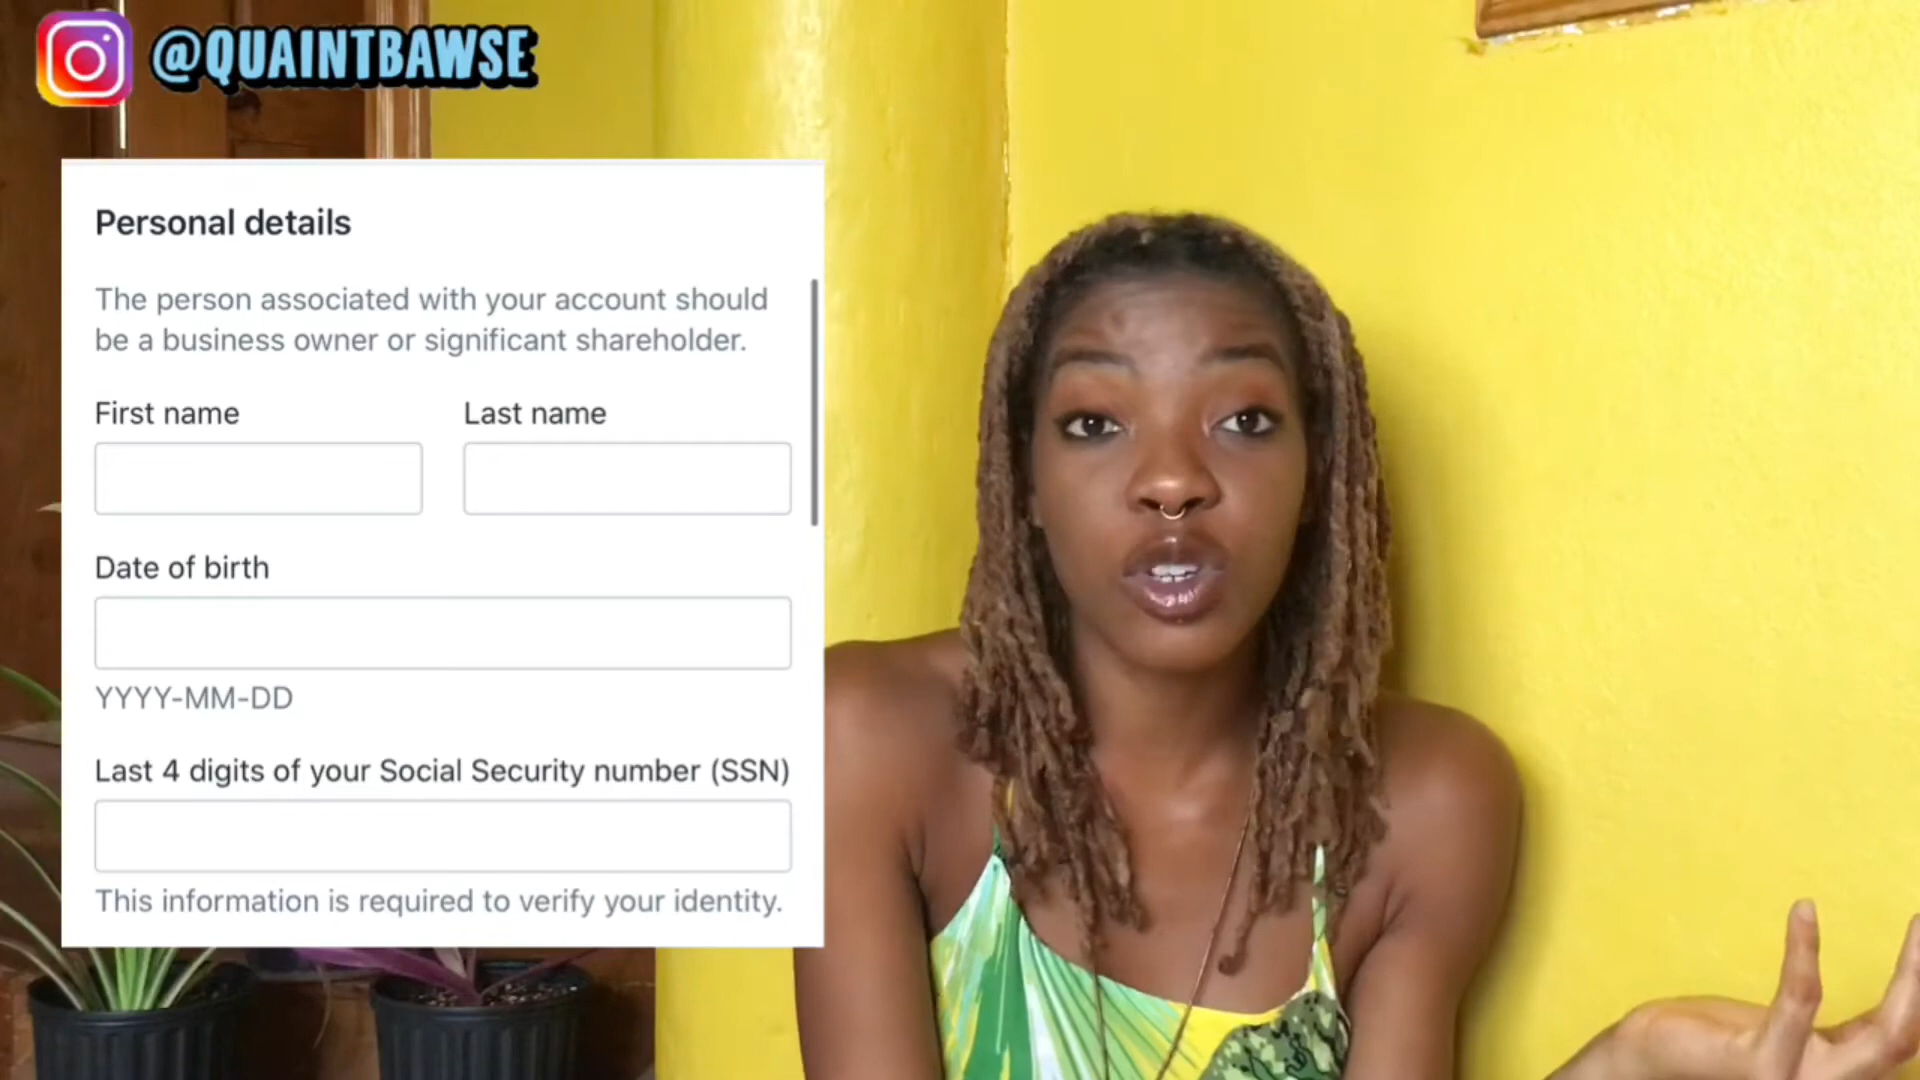 @QUAINTBAWSE
Personal details
The person associated with your account should
be a business owner or significant shareholder.
First name
Last name
Date of birth
YYYY-MM-DD
Last 4 digits of your Social Security number (SSN)
This information is required to verify your identity.